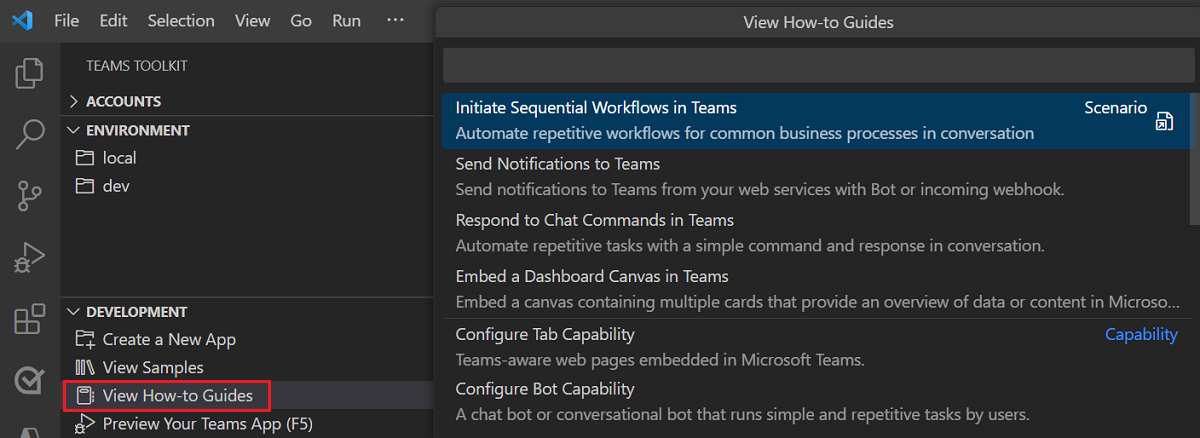 File Edit Selection View Go Run ...
View How-to Guides
TEAMS TOOLKIT
ACCOUNTS
ENVIRONMENT
local
dev
DEVELOPMENT
Create a New App
View Samples
View How-to Guides
Preview Your Teams App (F5)
Initiate Sequential Workflows in Teams Scenario
Automate repetitive workflows for common business processes in conversation
Send Notifications to Teams
Send notifications to Teams from your web services with Bot or incoming webhook.
Respond to Chat Commands in Teams
Automate repetitive tasks with a simple command and response in conversation.
Embed a Dashboard Canvas in Teams
Embed a canvas containing multiple cards that provide an overview of data or content in Microso...
Configure Tab Capability Capability
Teams-aware web pages embedded in Microsoft Teams.
Configure Bot Capability
A chat bot or conversational bot that runs simple and repetitive tasks by users.